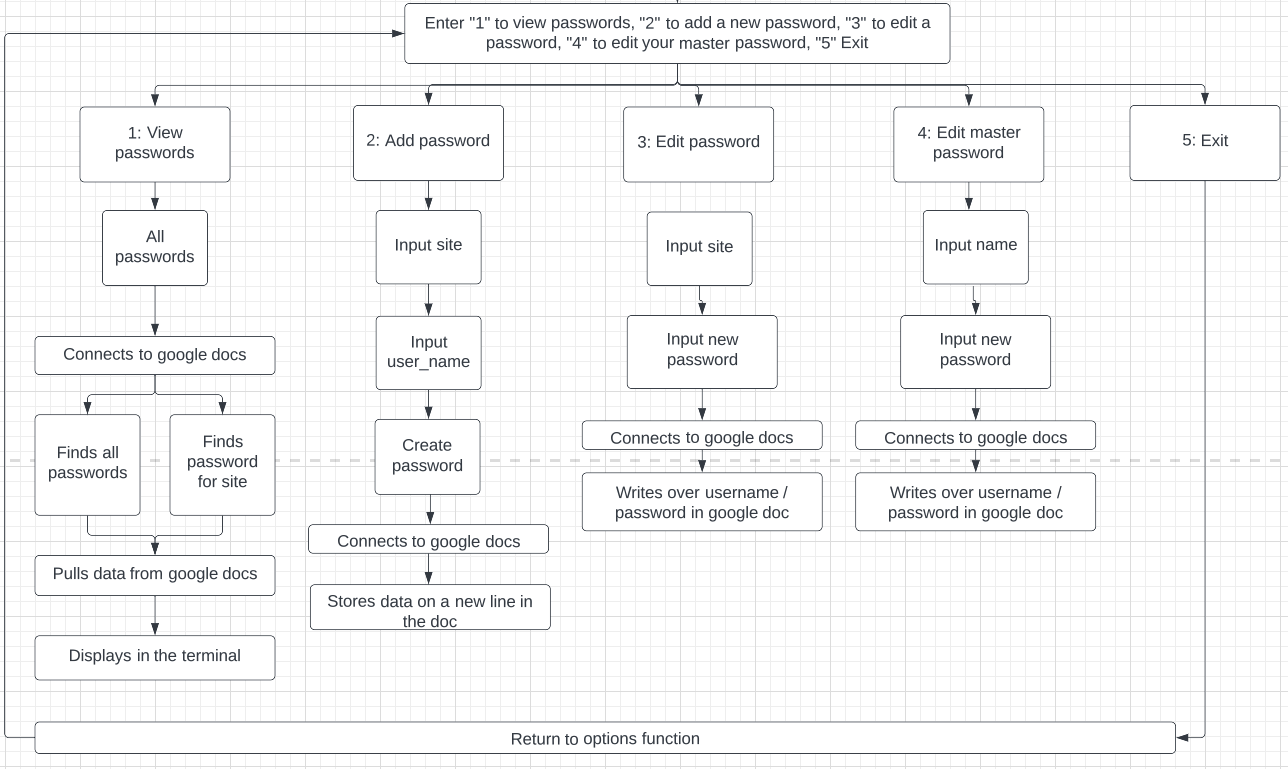 Enter "1" to view passwords, "2" to add a new password, "3" to edit a
password, "4" to edit your master password, "5" Exit
1: View
passwords
2: Add password
3: Edit password
4: Edit master
password
5: Exit
All
passwords
Input site
Input site
Input name
Connects to google docs
Input
user_name
Input new
password
Input new
password
Finds all
passwords
Finds
password
for site
Create
password
Connects to google docs
Connects to google docs
Writes over username /
password in google doc
Writes over username /
password in google doc
Connects to google docs
Pulls data from google docs
Stores data on a new line in
the doc
Displays in the terminal
Return to options function